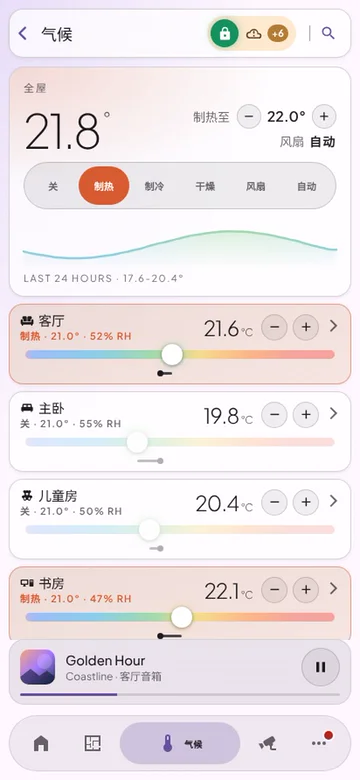 气候
+6
全屋
21.8°
制热至
22.0°
风扇 自动
关 制热 制冷 干燥 风扇 自动
LAST 24 HOURS · 17.6–20.4°
客厅
制热 · 21.0° · 52% RH
21.6°C
主卧
关 · 21.0° · 55% RH
19.8°C
儿童房
关 · 21.0° · 50% RH
20.4°C
书房
制热 · 21.0° · 47% RH
22.1°C
Golden Hour
Coastline · 客厅音箱
气候